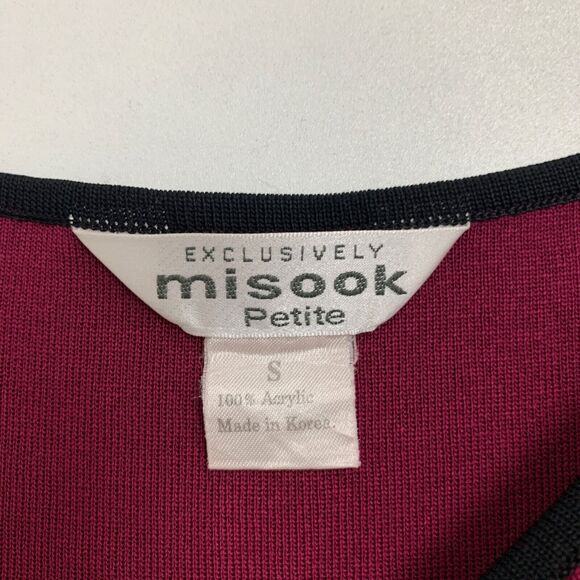 EXCLUSIVELY
misook
Petite
S
100% Acrylic
Made in Korea.